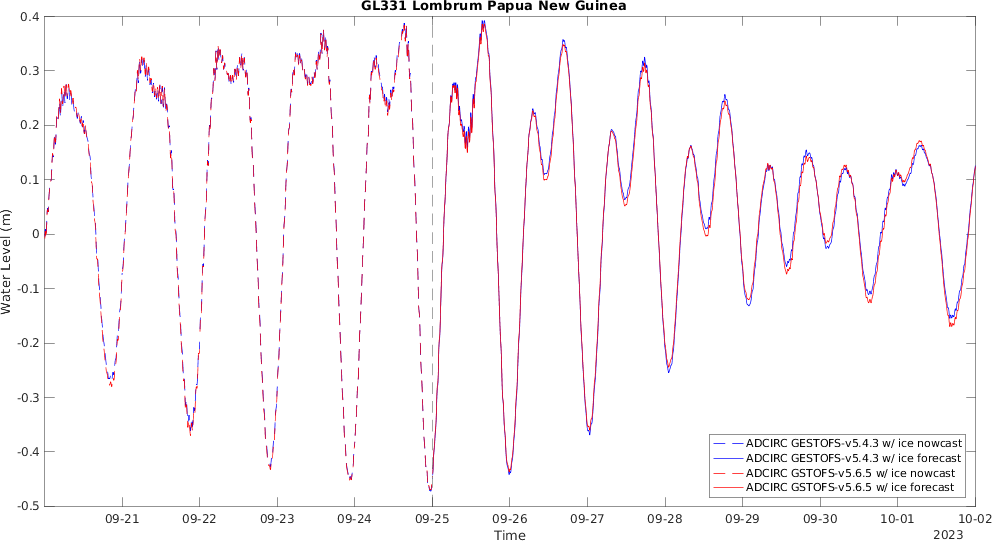 GL331 Lombrum Papua New Guinea
0.4
0.3
0.2
0.1
0
-0.1
-0.2
-0.3
-0.4
-0.5
Water Level (m)
ADCIRC GESTOFS-v5.4.3 w/ ice nowcast
ADCIRC GESTOFS-v5.4.3 w/ ice forecast
ADCIRC GSTOFS-v5.6.5 w/ ice nowcast
ADCIRC GSTOFS-v5.6.5 w/ ice forecast
09-21 09-22 09-23 09-24 09-25 09-26 09-27 09-28 09-29 09-30 10-01 10-02
Time
2023